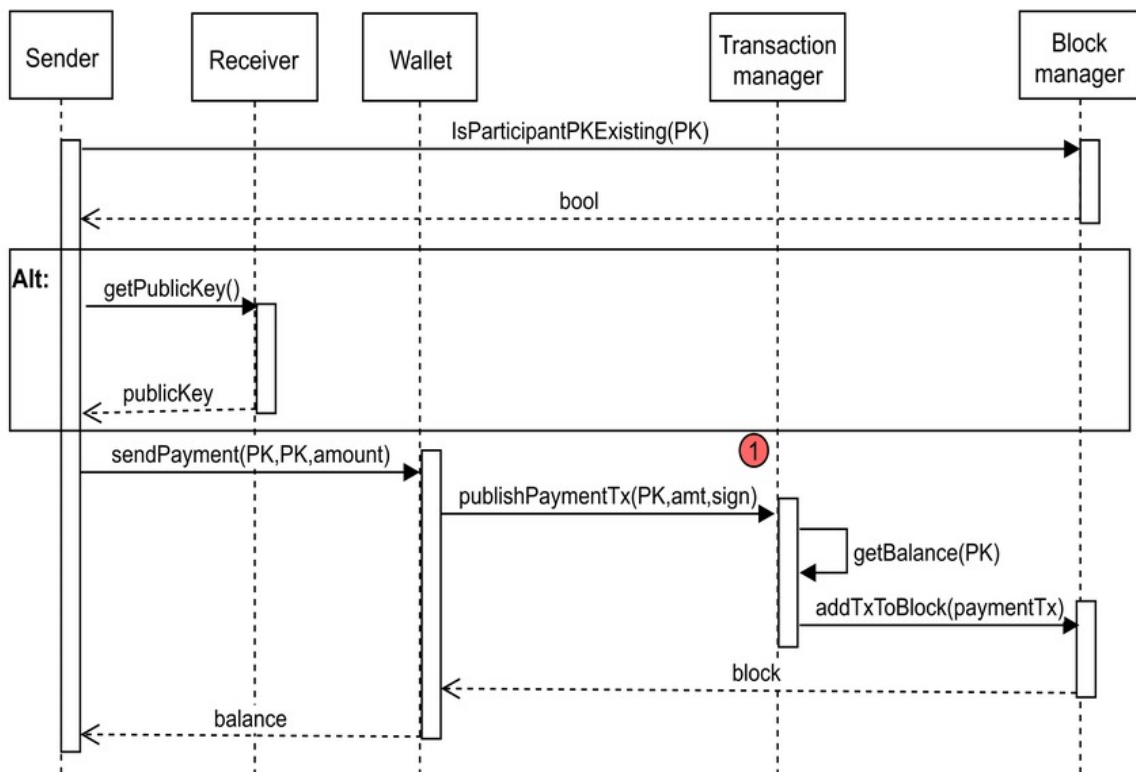 Sender
Receiver
Wallet
Transaction
manager
Block
manager
IsParticipantPKExisting(PK)
bool
Alt:
getPublicKey()
publicKey
sendPayment(PK,PK,amount)
1
publishPaymentTx(PK,amt,sign)
getBalance(PK)
addTxToBlock(paymentTx)
block
balance